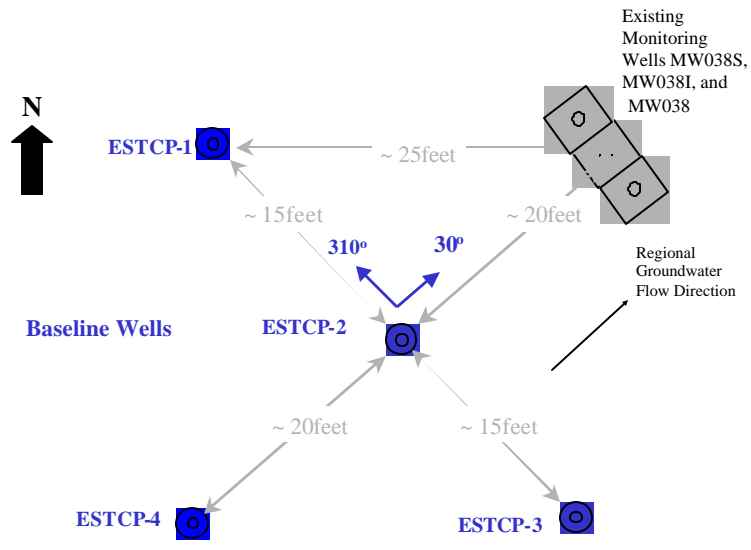 Existing
Monitoring
Wells MW038S,
MW038I, and
MW038
N
ESTCP-1
~ 25feet
~ 15feet
~ 20feet
310º
30º
Regional
Groundwater
Flow Direction
Baseline Wells
ESTCP-2
~ 20feet
~ 15feet
ESTCP-4
ESTCP-3